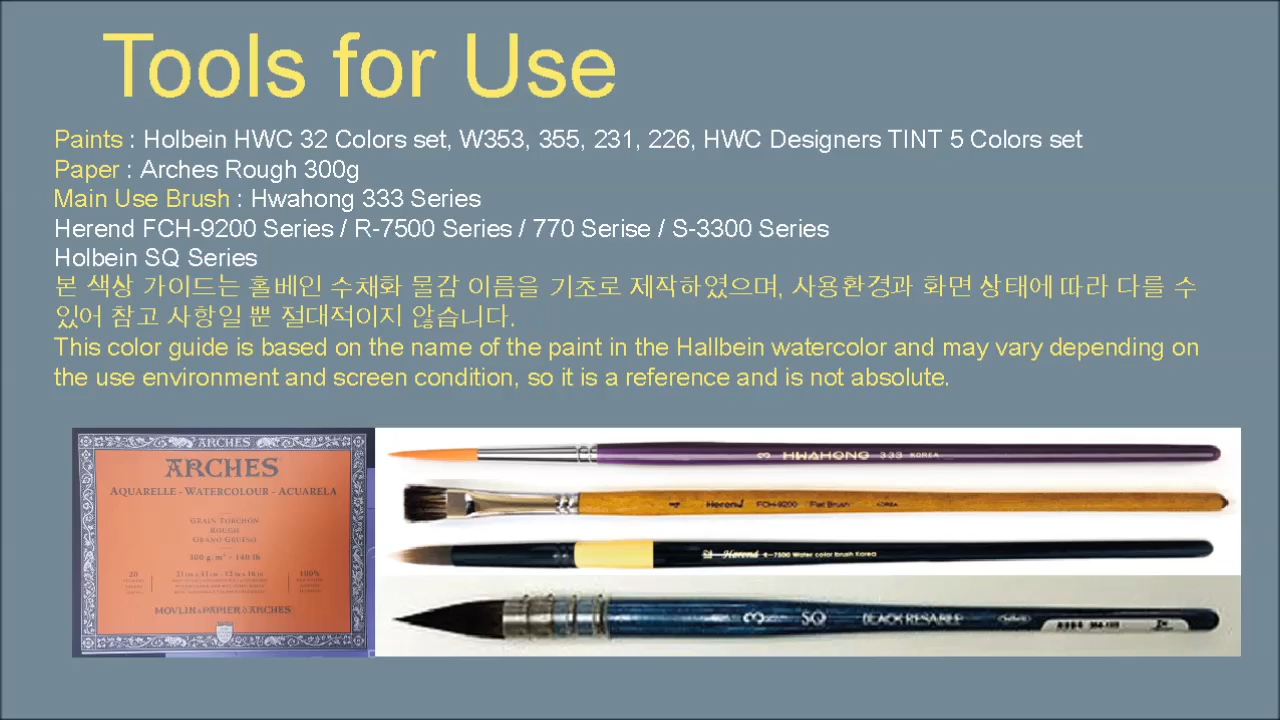 Tools for Use
Paints : Holbein HWC 32 Colors set, W353, 355, 231, 226, HWC Designers TINT 5 Colors set
Paper : Arches Rough 300g
Main Use Brush : Hwahong 333 Series
Herend FCH-9200 Series / R-7500 Series / 770 Serise / S-3300 Series
Holbein SQ Series
본 색상 가이드는 홀베인 수채화 물감 이름을 기초로 제작하였으며, 사용환경과 화면 상태에 따라 다를 수
있어 참고 사항일 뿐 절대적이지 않습니다.
This color guide is based on the name of the paint in the Hallbein watercolor and may vary depending on
the use environment and screen condition, so it is a reference and is not absolute.
ARCHES
ARCHES
AQUARELLE - WATERCOLOUR - ACUARELA
GRAIN TORCHON
ROUGH
GRANO GRUESO
300 g/m² - 140 lb
20
100%
3 HWAHONG 333 KOREA
4 Herend FCH-9200 Flat Brush KOREA
12 Herend R-7500 Water color brush Korea
SQ BLACK RESABLE